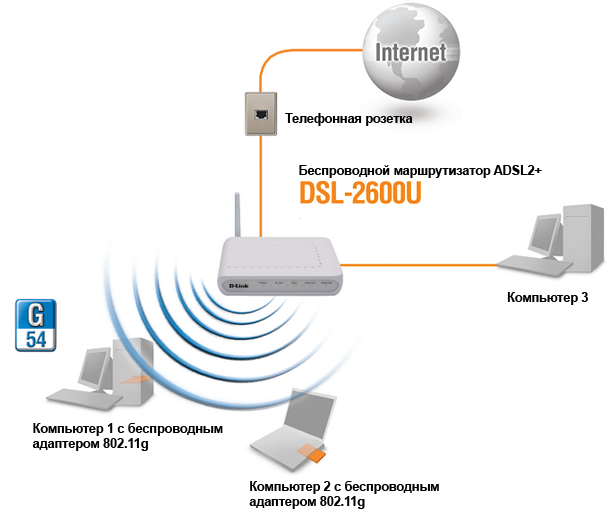 Internet
Телефонная розетка
Беспроводной маршрутизатор ADSL2+
DSL-2600U
D-Link
Компьютер 3
G
54
Компьютер 1 с беспроводным
адаптером 802.11g
Компьютер 2 с беспроводным
адаптером 802.11g